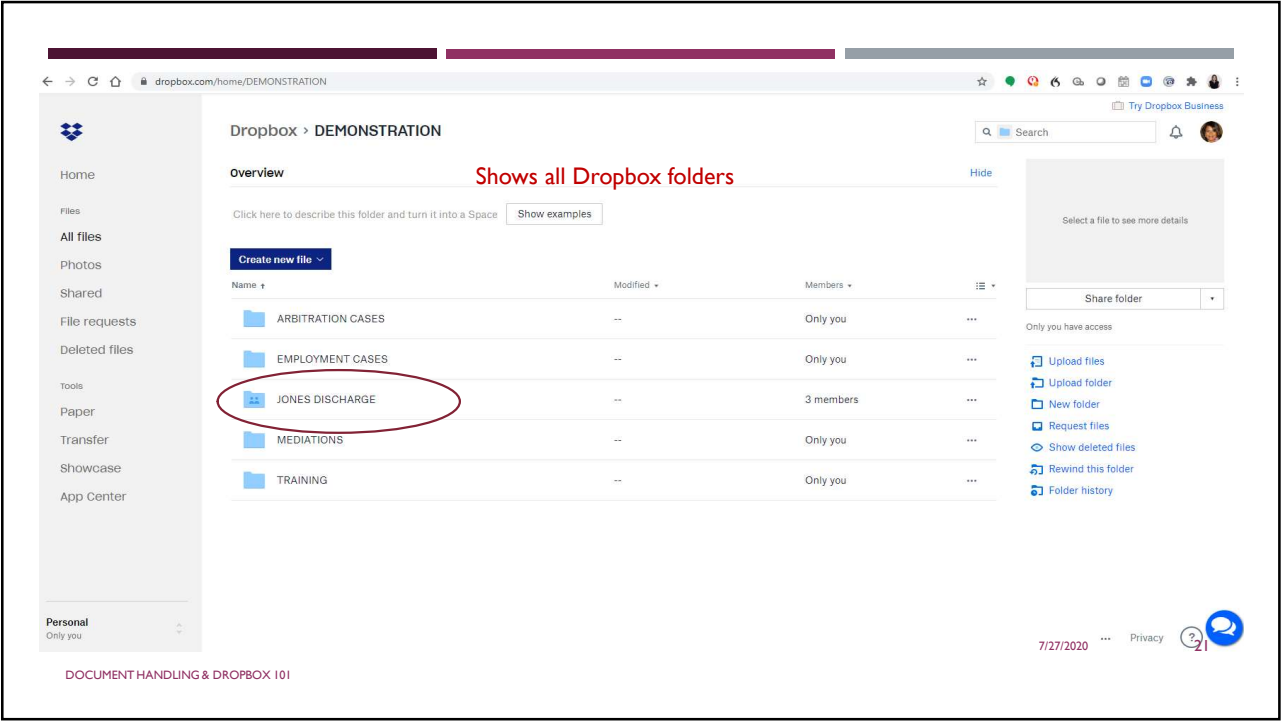 dropbox.com/home/DEMONSTRATION
Try Dropbox Business
Dropbox › DEMONSTRATION
Search
Home
Overview
Shows all Dropbox folders
Hide
Files
Click here to describe this folder and turn it into a Space
Show examples
Select a file to see more details
All files
Photos
Create new file
Shared
Name ↑
Modified
Members
Share folder
File requests
ARBITRATION CASES -- Only you ...
Only you have access
Deleted files
EMPLOYMENT CASES -- Only you ...
Upload files
Tools
Upload folder
JONES DISCHARGE -- 3 members ...
New folder
Paper
Request files
Transfer
MEDIATIONS -- Only you ...
Show deleted files
Showcase
Rewind this folder
TRAINING -- Only you ...
Folder history
App Center
Personal
Only you
7/27/2020
... Privacy ?
21
DOCUMENT HANDLING & DROPBOX 101